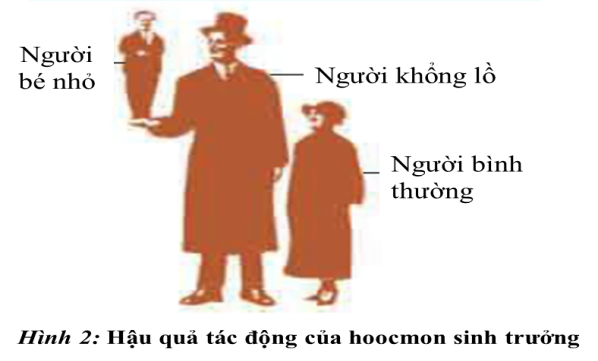 Người
bé nhỏ
Người khổng lồ
Người bình
thường
Hình 2: Hậu quả tác động của hoocmon sinh trưởng